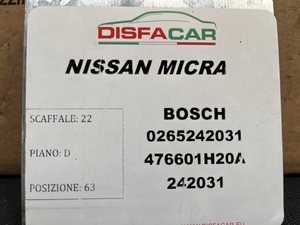 DISFACAR
NISSAN MICRA
SCAFFALE: 22
PIANO: D
POSIZIONE: 63
BOSCH
0265242031
476601H20A
242031